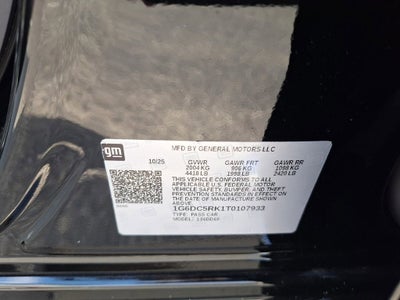 gm
MFD BY GENERAL MOTORS LLC
10/25 GVWR GAWR FRT GAWR RR
2004 KG 906 KG 1098 KG
4418 LB 1998 LB 2420 LB
THIS VEHICLE CONFORMS TO ALL
APPLICABLE U.S. FEDERAL MOTOR
VEHICLE SAFETY, BUMPER, AND THEFT
PREVENTION STANDARDS IN EFFECT ON
THE DATE OF MANUFACTURE SHOWN
ABOVE.
1G6DC5RK1T0107933
TYPE: PASS CAR
MODEL: